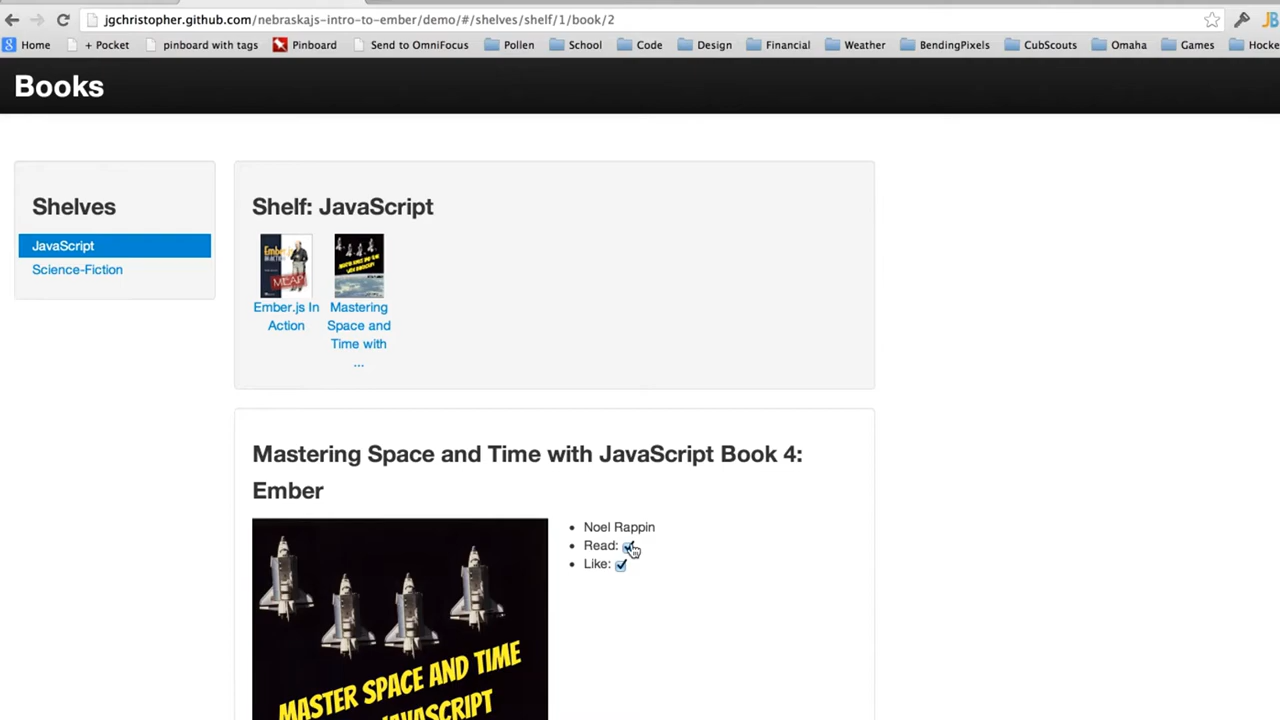 jgchristopher.github.com/nebraskajs-intro-to-ember/demo/#/shelves/shelf/1/book/2
Home + Pocket pinboard with tags Pinboard Send to OmniFocus Pollen School Code Design Financial Weather BendingPixels CubScouts Omaha Games Hocke
Books
Shelves
JavaScript
Science-Fiction
Shelf: JavaScript
Ember.js In
Action
Mastering
Space and
Time with
...
Mastering Space and Time with JavaScript Book 4:
Ember
Noel Rappin
Read:
Like:
MASTER SPACE AND TIME
JAVASCRIPT